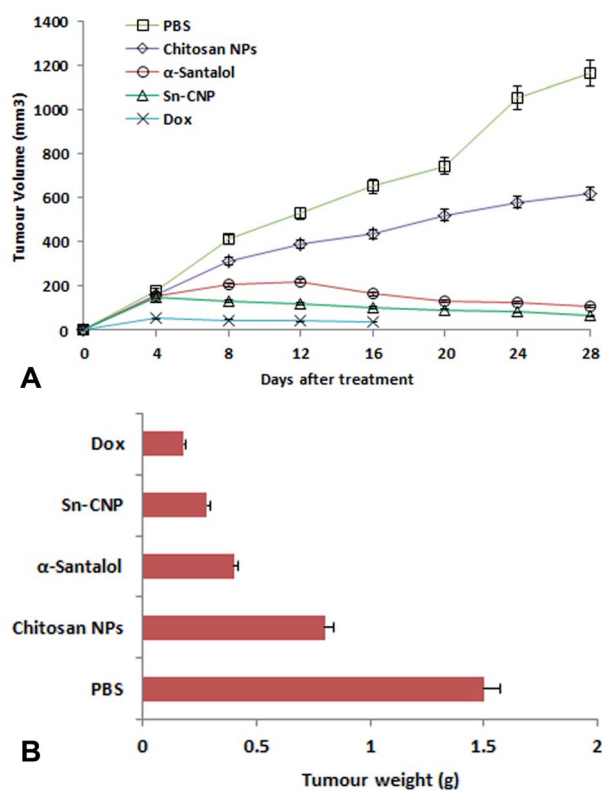 1400
1200
1000
800
600
400
200
0
Tumour Volume (mm3)
PBS
Chitosan NPs
α-Santalol
Sn-CNP
Dox
0 4 8 12 16 20 24 28
Days after treatment
A
Dox
Sn-CNP
α-Santalol
Chitosan NPs
PBS
0 0.5 1 1.5 2
Tumour weight (g)
B